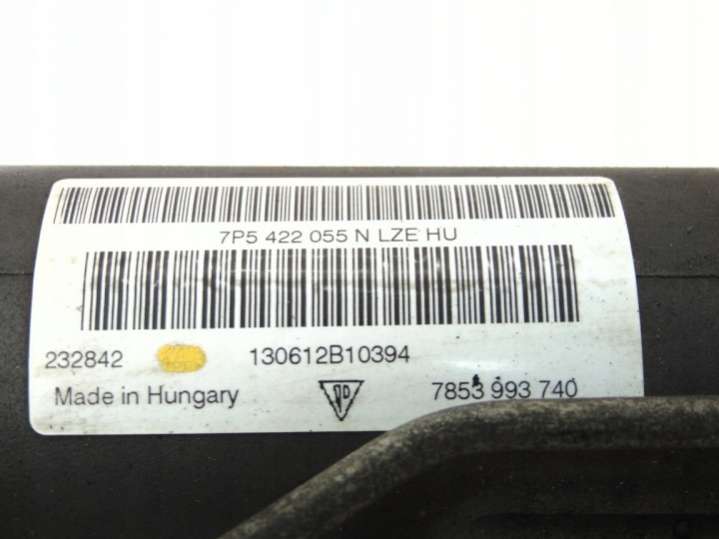 7P5 422 055 N LZE HU
232842 130612B10394
Made in Hungary 7853 993 740